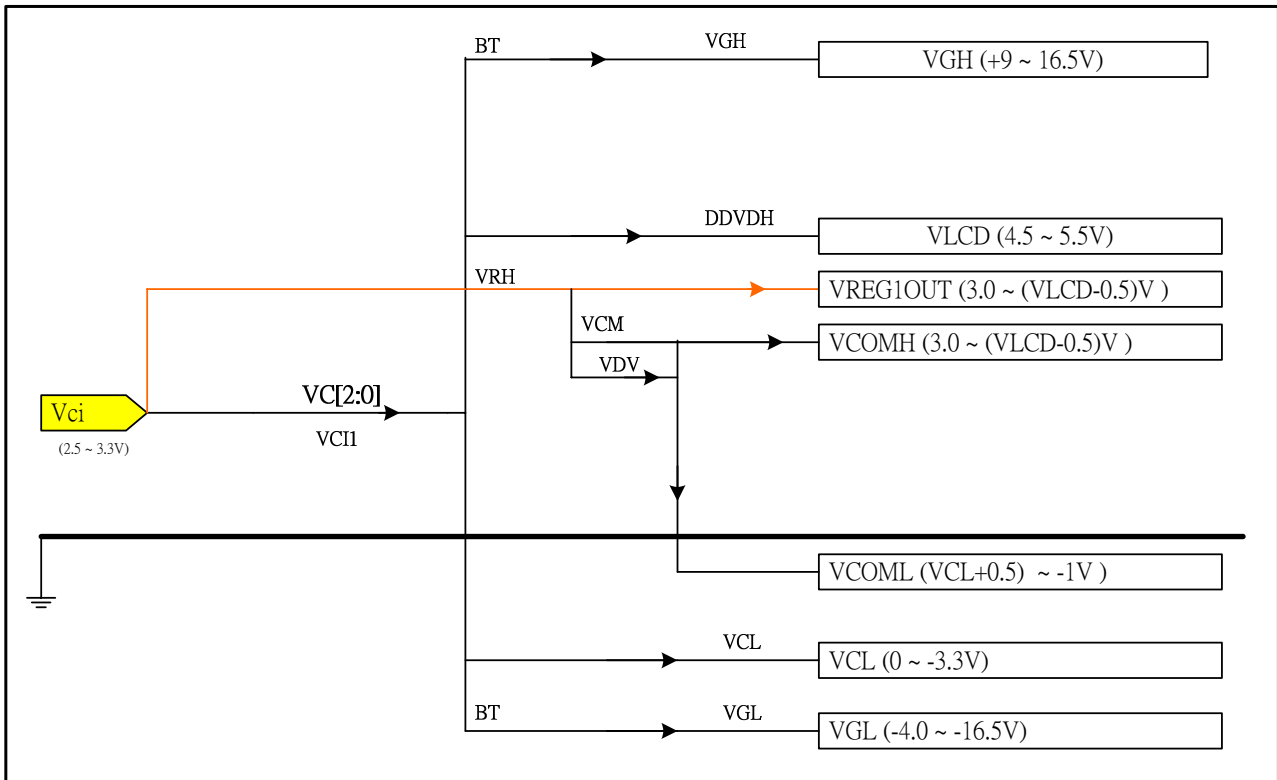 BT VGH VGH (+9 ~ 16.5V)
DDVDH VLCD (4.5 ~ 5.5V)
VRH VREG1OUT (3.0 ~ (VLCD-0.5)V )
VCM VCOMH (3.0 ~ (VLCD-0.5)V )
VDV
Vci VC[2:0]
(2.5 ~ 3.3V) VCI1
VCOML (VCL+0.5) ~ -1V )
VCL VCL (0 ~ -3.3V)
BT VGL VGL (-4.0 ~ -16.5V)